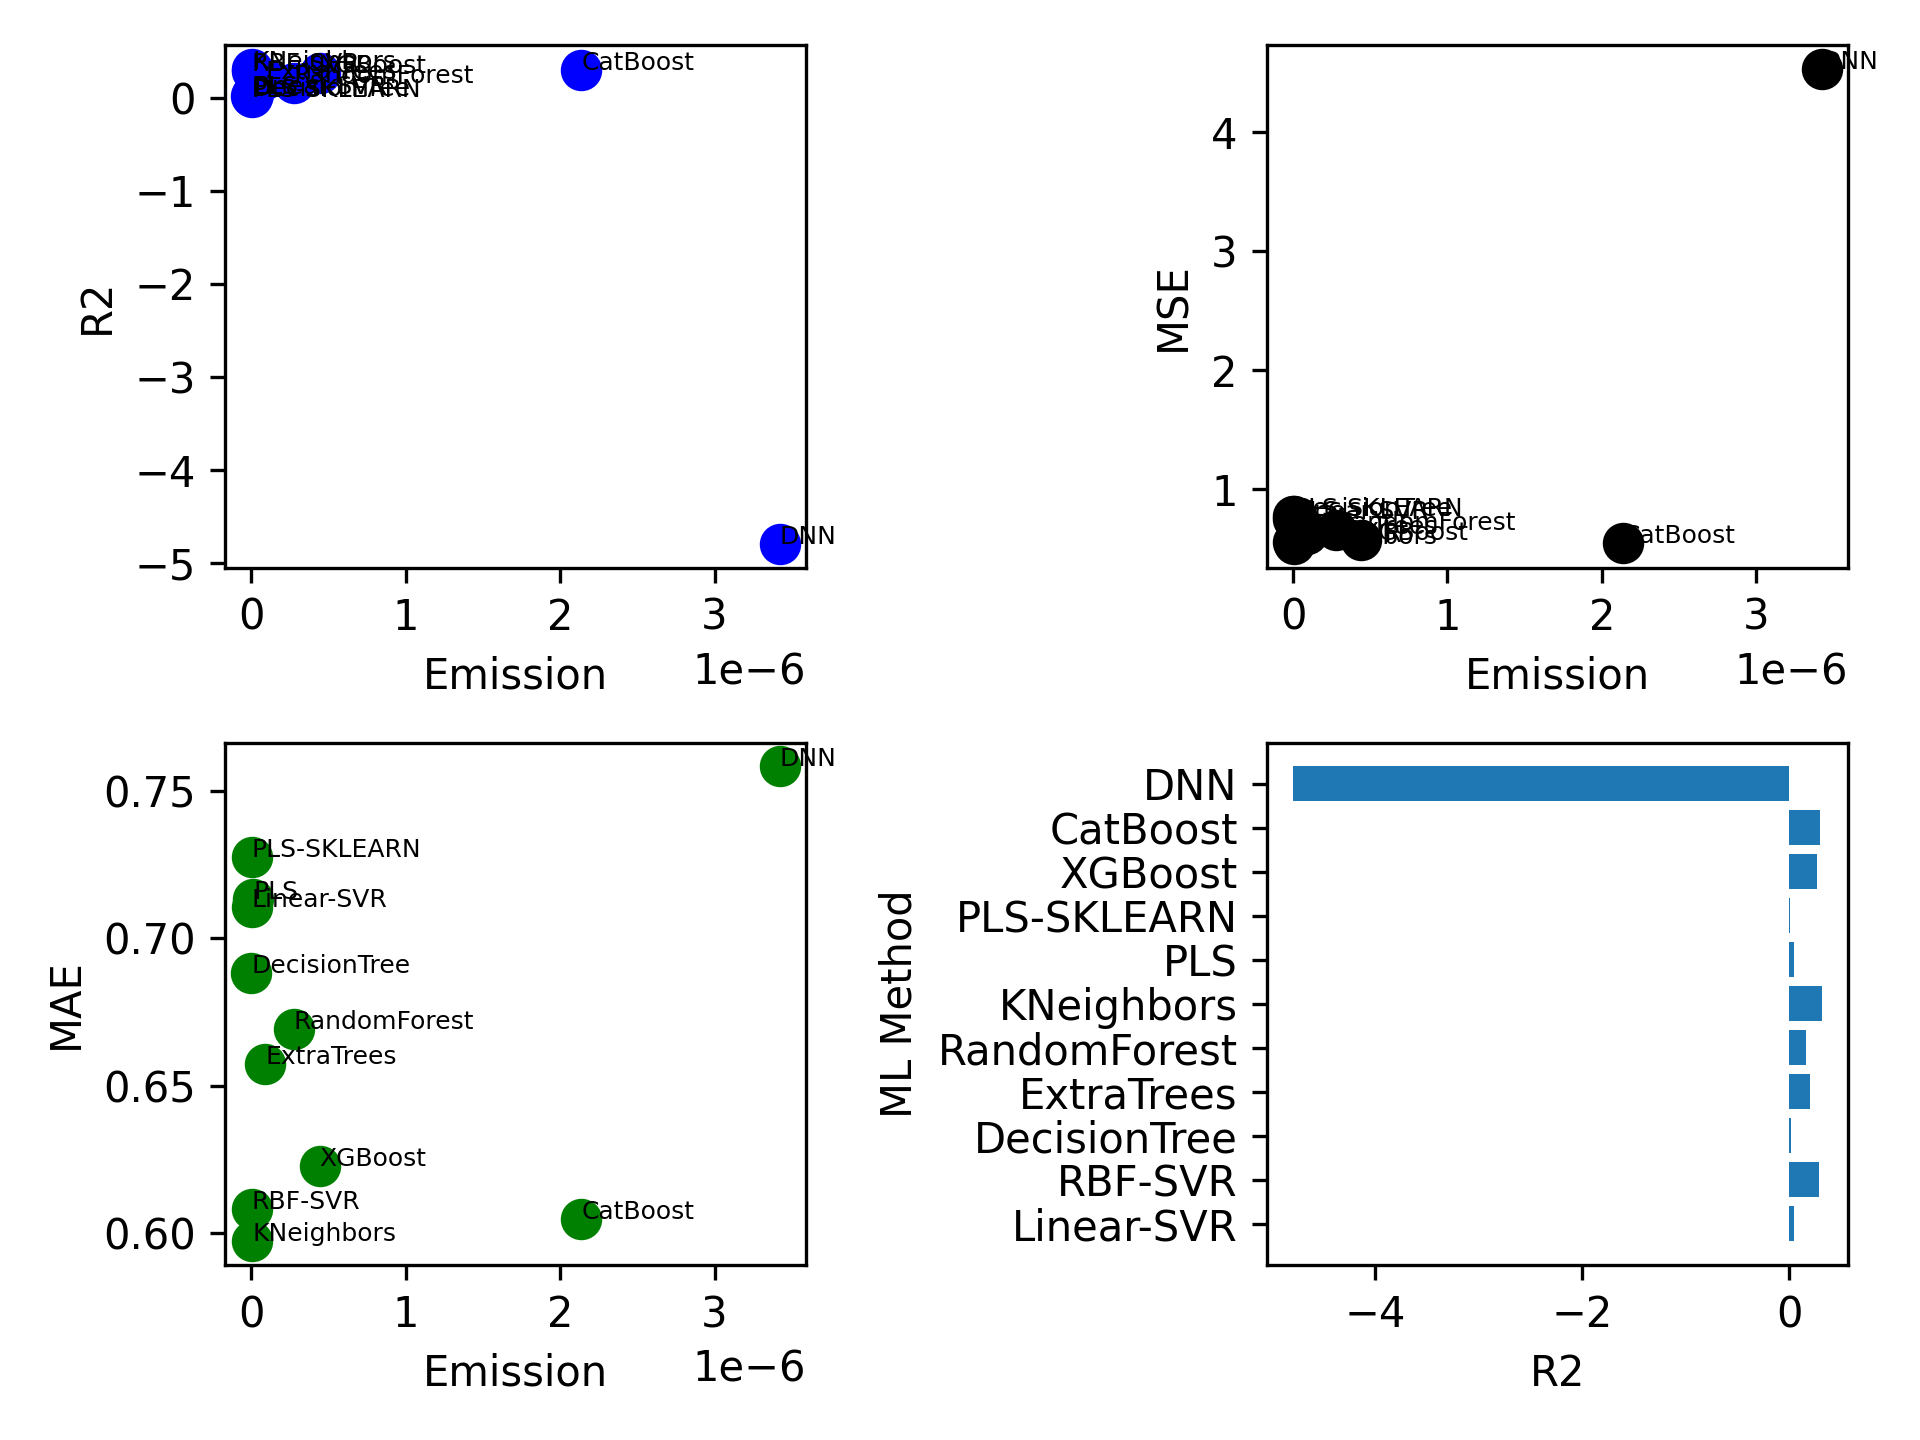 CatBoost
DNN
0
−1
−2
−3
−4
−5
R2
0 1 2 3
Emission 1e−6
CatBoost
4
3
2
1
MSE
0 1 2 3
Emission 1e−6
DNN
PLS-SKLEARN
PLS
Linear-SVR
DecisionTree
RandomForest
ExtraTrees
XGBoost
RBF-SVR
CatBoost
KNeighbors
0.75
0.70
0.65
0.60
MAE
0 1 2 3
Emission 1e−6
DNN
CatBoost
XGBoost
PLS-SKLEARN
PLS
KNeighbors
RandomForest
ExtraTrees
DecisionTree
RBF-SVR
Linear-SVR
ML Method
−4 −2 0
R2